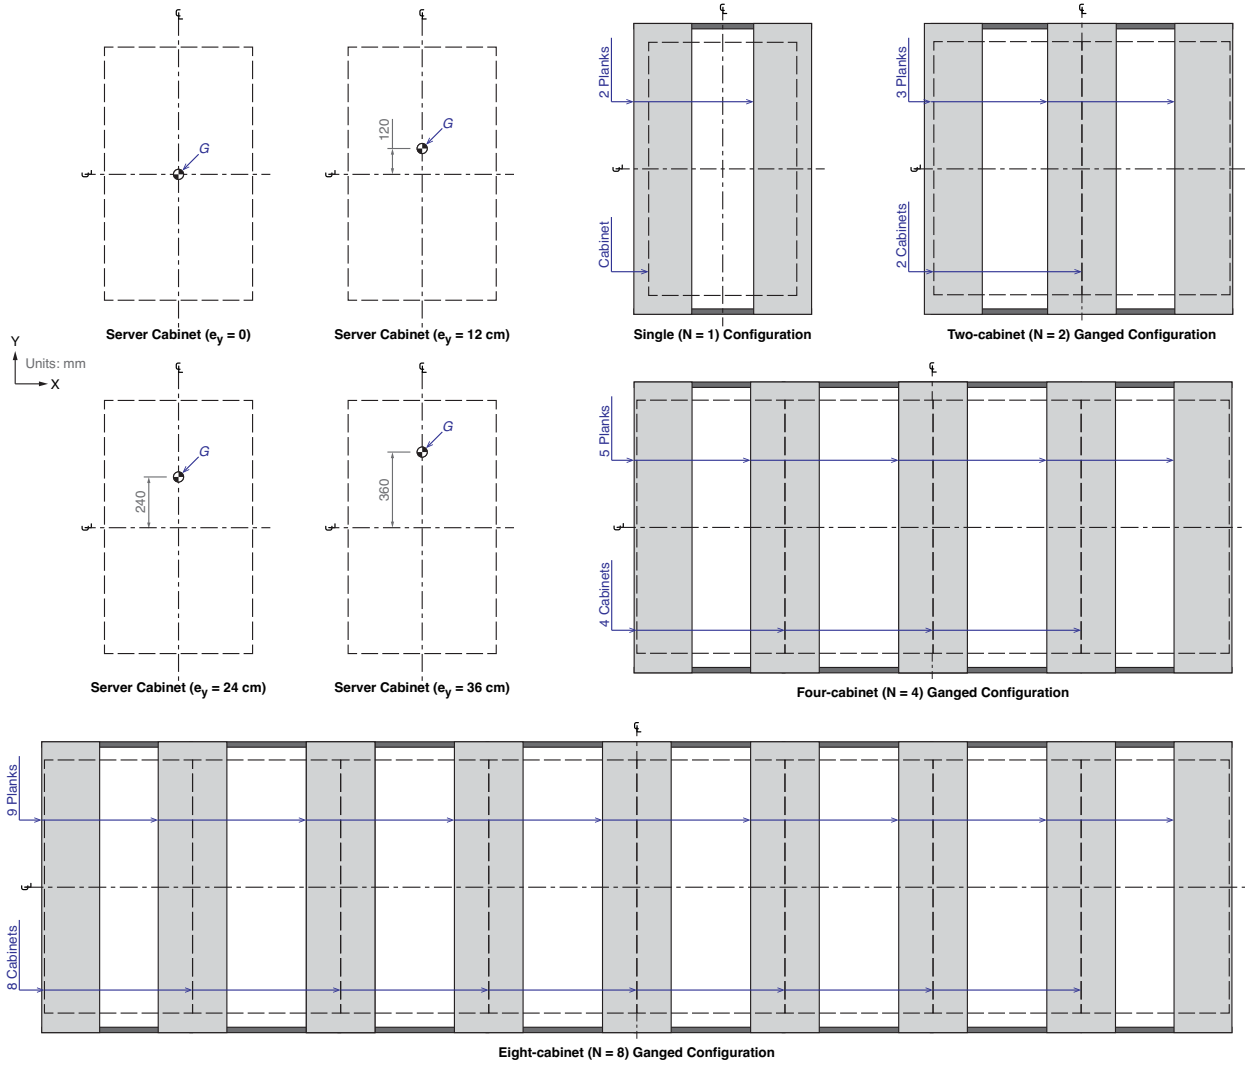 ℄
℄
℄
℄
G
℄
120
G
2 Planks
℄
Cabinet
3 Planks
℄
2 Cabinets
Server Cabinet (ey = 0)
Server Cabinet (ey = 12 cm)
Single (N = 1) Configuration
Two-cabinet (N = 2) Ganged Configuration
Y
X
Units: mm
℄
℄
℄
℄
G
240
℄
G
360
5 Planks
℄
4 Cabinets
Server Cabinet (ey = 24 cm)
Server Cabinet (ey = 36 cm)
Four-cabinet (N = 4) Ganged Configuration
℄
9 Planks
℄
8 Cabinets
Eight-cabinet (N = 8) Ganged Configuration